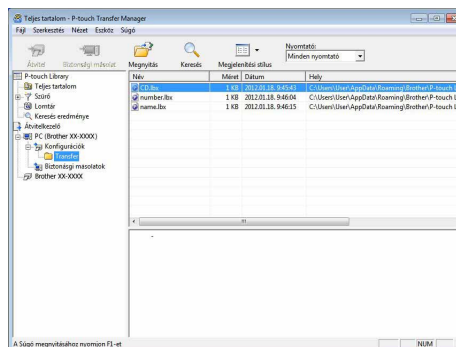 Teljes tartalom - P-touch Transfer Manager
Fájl Szerkesztés Nézet Eszköz Súgó
Átvitel Biztonsági másolat Megnyitás Keresés Megjelenítési stílus Nyomtató: Minden nyomtató
P-touch Library
Teljes tartalom
Szűrő
Lomtár
Keresés eredménye
Átvitelkezelő
PC (Brother XX-XXXX)
Konfigurációk
Transfer
Biztonsági másolatok
Brother XX-XXXX
Név Méret Dátum Hely
CD.lbx 1 KB 2012.01.18. 9:45:43 C:\Users\User\AppData\Roaming\Brother\P-touch L
number.lbx 1 KB 2012.01.18. 9:46:04 C:\Users\User\AppData\Roaming\Brother\P-touch L
name.lbx 1 KB 2012.01.18. 9:46:15 C:\Users\User\AppData\Roaming\Brother\P-touch L
-
A Súgó megnyitásához nyomjon F1-et NUM